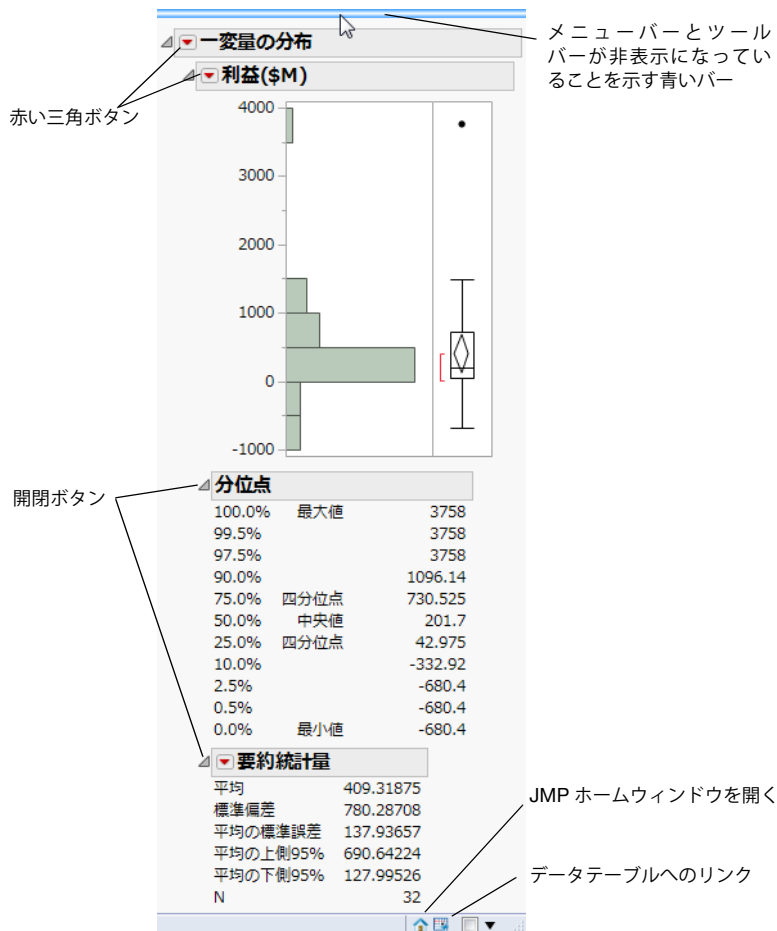 一変量の分布
利益($M)
メニューバーとツール
バーが非表示になってい
ることを示す青いバー
赤い三角ボタン
4000
3000
2000
1000
0
-1000
開閉ボタン
分位点
100.0% 最大値 3758
99.5% 3758
97.5% 3758
90.0% 1096.14
75.0% 四分位点 730.525
50.0% 中央値 201.7
25.0% 四分位点 42.975
10.0% -332.92
2.5% -680.4
0.5% -680.4
0.0% 最小値 -680.4
要約統計量
平均 409.31875
標準偏差 780.28708
平均の標準誤差 137.93657
平均の上側95% 690.64224
平均の下側95% 127.99526
N 32
JMP ホームウィンドウを開く
データテーブルへのリンク